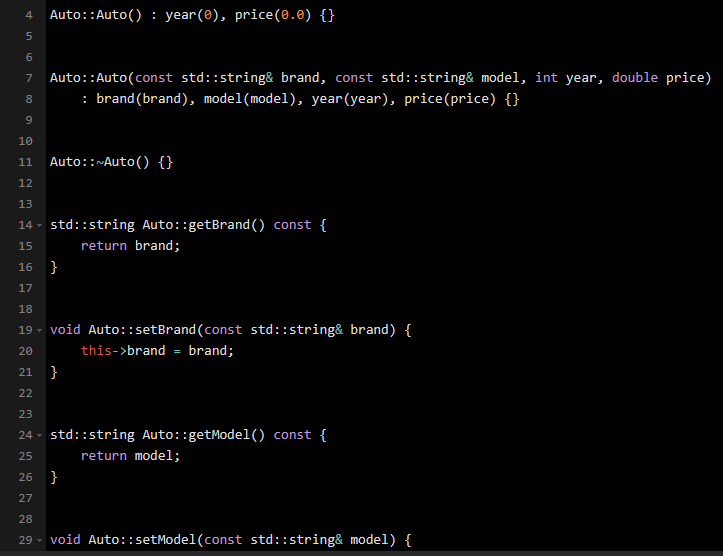 4 Auto::Auto() : year(0), price(0.0) {}
5
6
7 Auto::Auto(const std::string& brand, const std::string& model, int year, double price)
8     : brand(brand), model(model), year(year), price(price) {}
9
10
11 Auto::~Auto() {}
12
13
14 std::string Auto::getBrand() const {
15     return brand;
16 }
17
18
19 void Auto::setBrand(const std::string& brand) {
20     this->brand = brand;
21 }
22
23
24 std::string Auto::getModel() const {
25     return model;
26 }
27
28
29 void Auto::setModel(const std::string& model) {